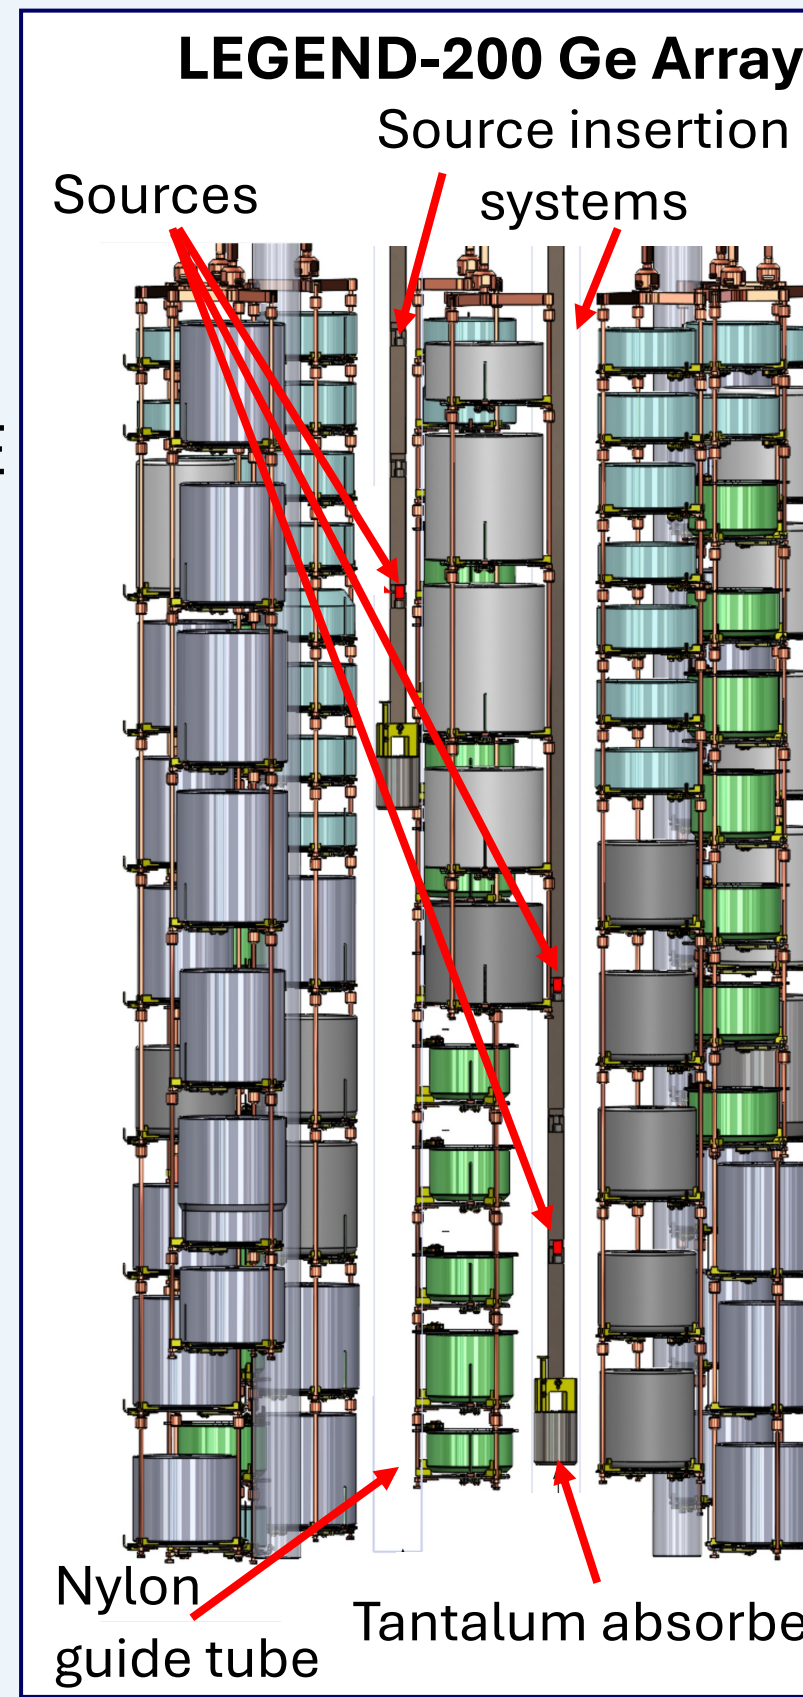 LEGEND-200 Ge Array
Source insertion
Sources
systems
Nylon
guide tube
Tantalum absorbe